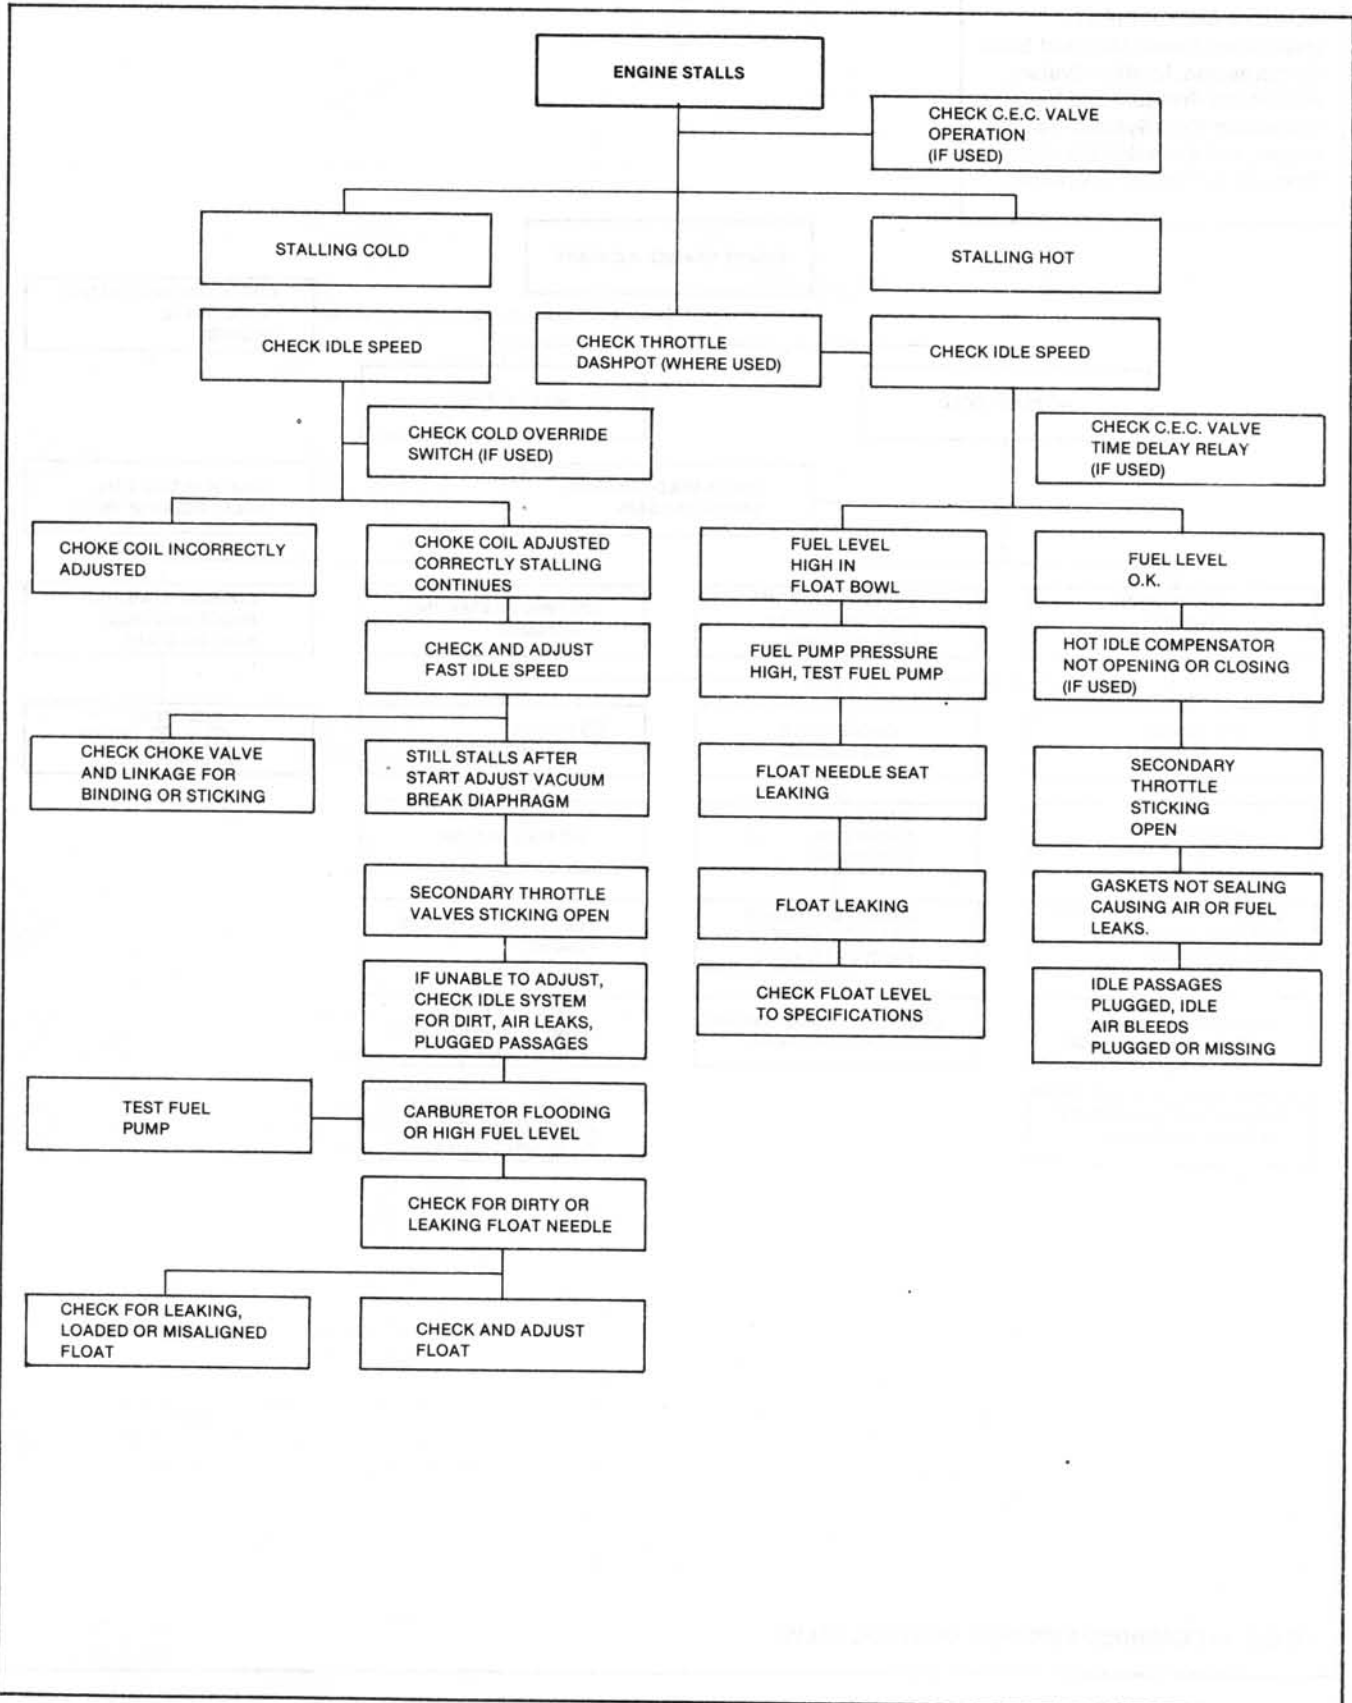 ENGINE STALLS
CHECK C.E.C. VALVE
OPERATION
(IF USED)
STALLING COLD
STALLING HOT
CHECK IDLE SPEED
CHECK THROTTLE
DASHPOT (WHERE USED)
CHECK IDLE SPEED
CHECK COLD OVERRIDE
SWITCH (IF USED)
CHECK C.E.C. VALVE
TIME DELAY RELAY
(IF USED)
CHOKE COIL INCORRECTLY
ADJUSTED
CHOKE COIL ADJUSTED
CORRECTLY STALLING
CONTINUES
FUEL LEVEL
HIGH IN
FLOAT BOWL
FUEL LEVEL
O.K.
CHECK AND ADJUST
FAST IDLE SPEED
FUEL PUMP PRESSURE
HIGH, TEST FUEL PUMP
HOT IDLE COMPENSATOR
NOT OPENING OR CLOSING
(IF USED)
CHECK CHOKE VALVE
AND LINKAGE FOR
BINDING OR STICKING
STILL STALLS AFTER
START ADJUST VACUUM
BREAK DIAPHRAGM
FLOAT NEEDLE SEAT
LEAKING
SECONDARY
THROTTLE
STICKING
OPEN
SECONDARY THROTTLE
VALVES STICKING OPEN
FLOAT LEAKING
GASKETS NOT SEALING
CAUSING AIR OR FUEL
LEAKS.
IF UNABLE TO ADJUST,
CHECK IDLE SYSTEM
FOR DIRT, AIR LEAKS,
PLUGGED PASSAGES
CHECK FLOAT LEVEL
TO SPECIFICATIONS
IDLE PASSAGES
PLUGGED, IDLE
AIR BLEEDS
PLUGGED OR MISSING
TEST FUEL
PUMP
CARBURETOR FLOODING
OR HIGH FUEL LEVEL
CHECK FOR DIRTY OR
LEAKING FLOAT NEEDLE
CHECK FOR LEAKING,
LOADED OR MISALIGNED
FLOAT
CHECK AND ADJUST
FLOAT